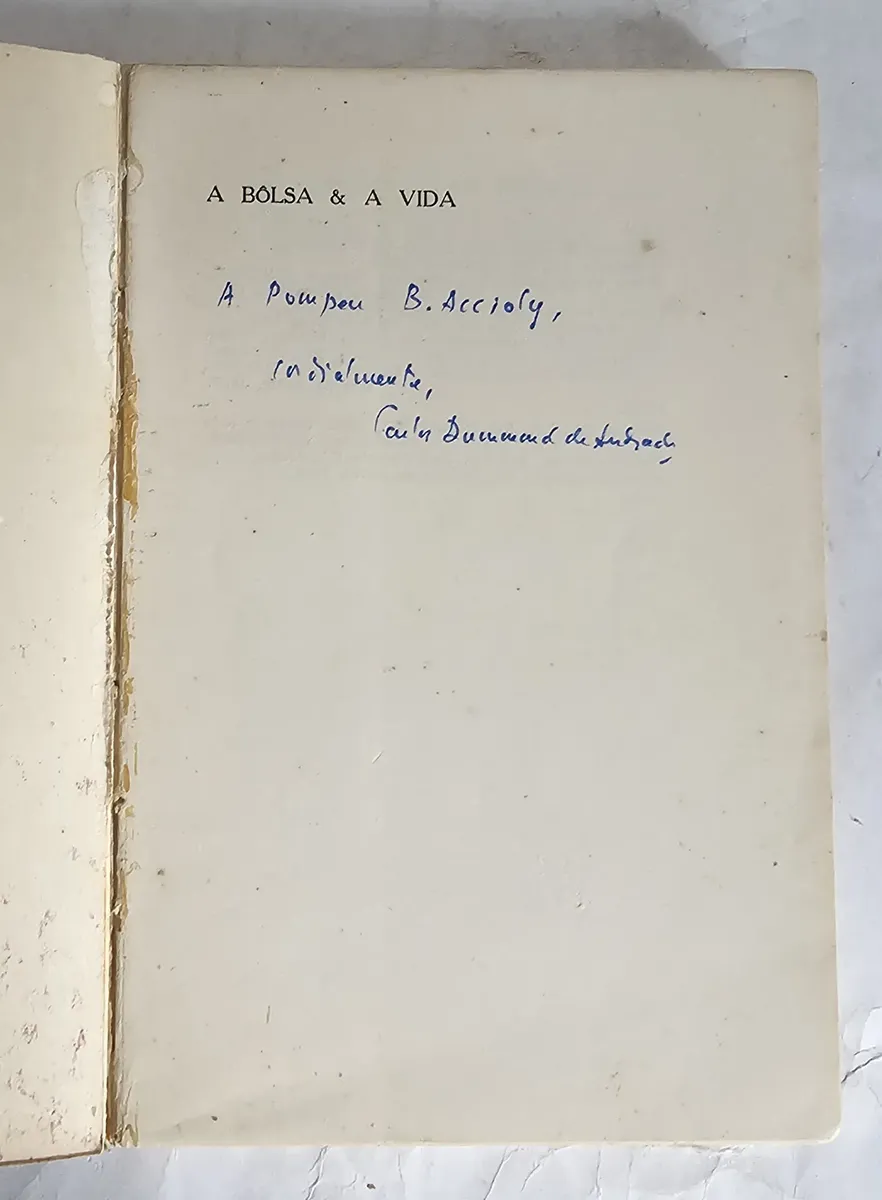 A BÔLSA & A VIDA
A Pompeu B. Accioly,
cordialmente,
Carlos Drummond de Andrade